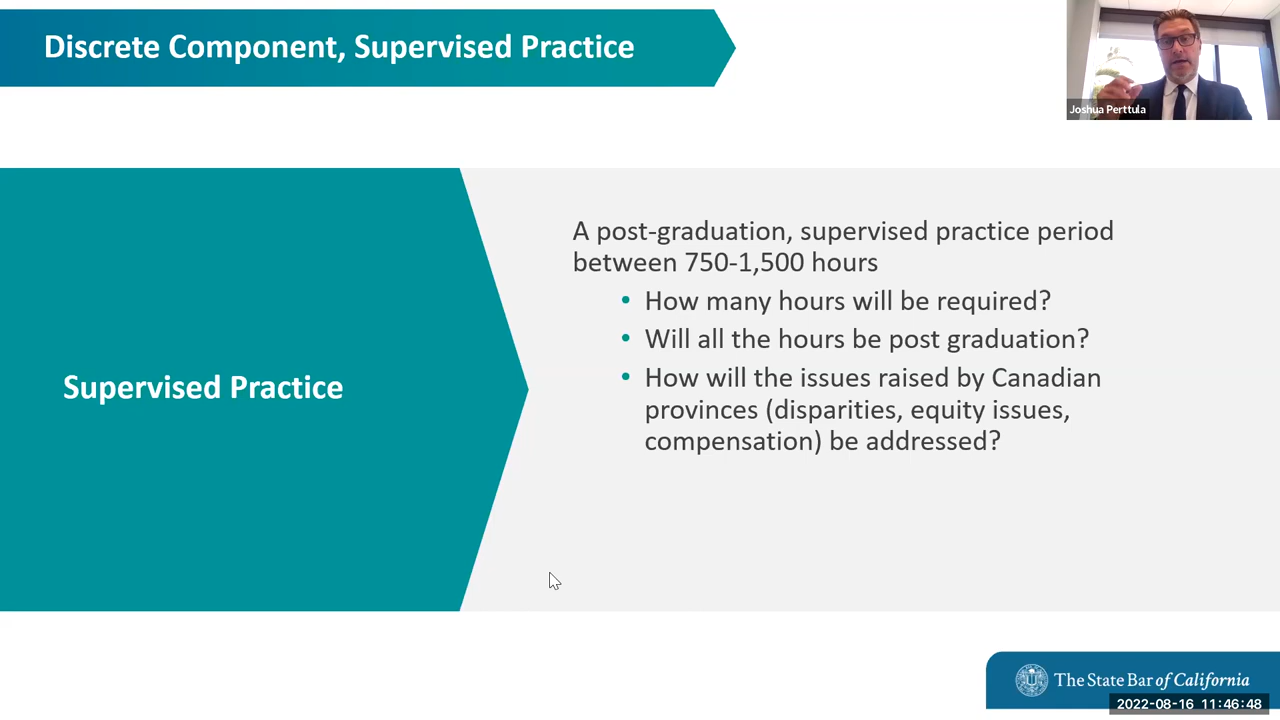 Discrete Component, Supervised Practice
Joshua Perttula
Supervised Practice
A post-graduation, supervised practice period
between 750-1,500 hours
• How many hours will be required?
• Will all the hours be post graduation?
• How will the issues raised by Canadian
provinces (disparities, equity issues,
compensation) be addressed?
The State Bar of California
2022-08-16 11:46:48